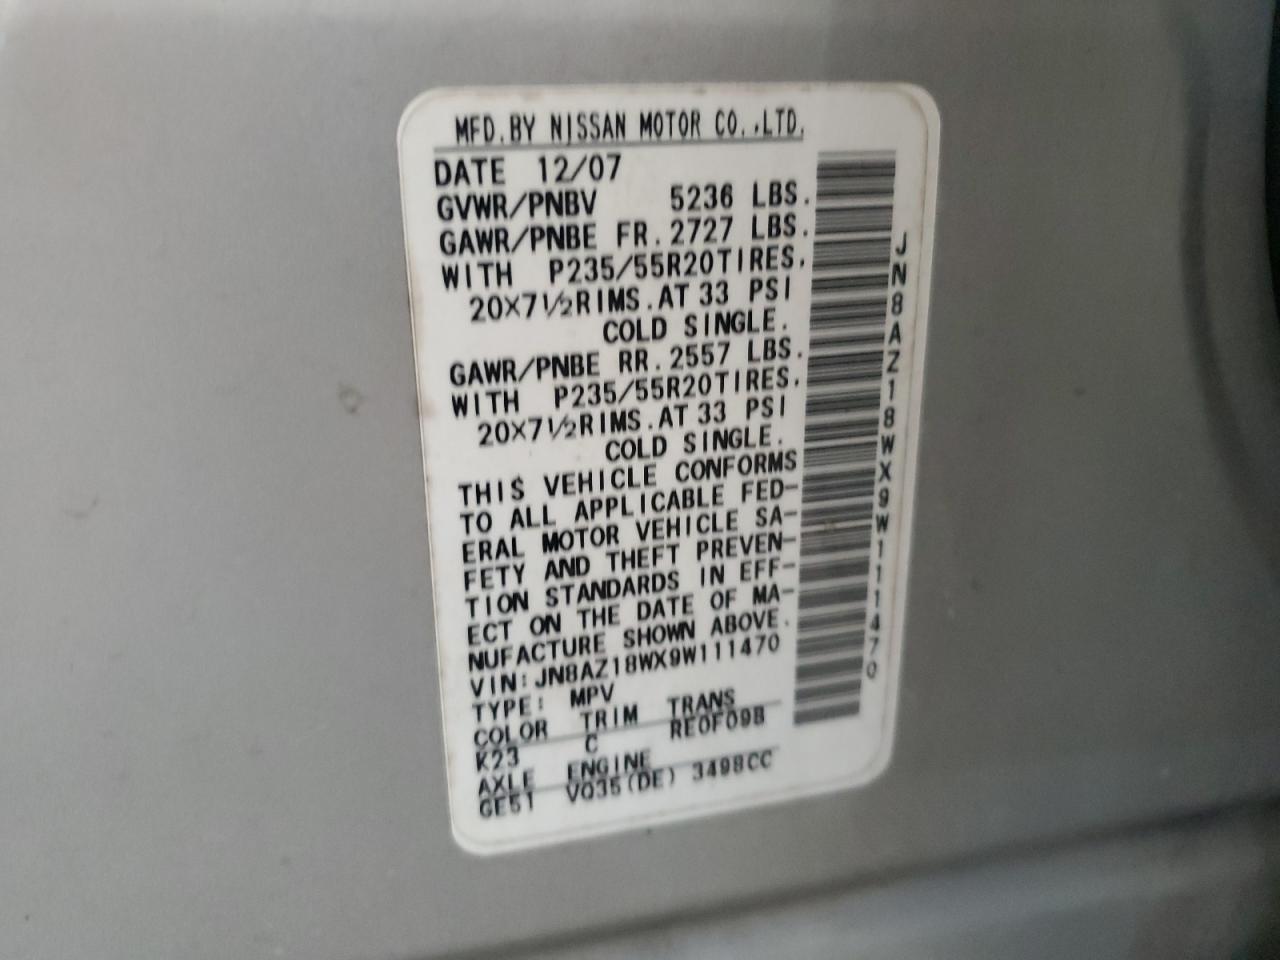 MFD.BY NISSAN MOTOR CO.,LTD.
DATE 12/07
GVWR/PNBV 5236 LBS.
GAWR/PNBE FR. 2727 LBS.
WITH P235/55R20TIRES,
20X7½RIMS.AT 33 PSI
COLD SINGLE.
GAWR/PNBE RR. 2557 LBS.
WITH P235/55R20TIRES,
20X7½RIMS.AT 33 PSI
COLD SINGLE.
THIS VEHICLE CONFORMS
TO ALL APPLICABLE FED-
ERAL MOTOR VEHICLE SA-
FETY AND THEFT PREVEN-
TION STANDARDS IN EFF-
ECT ON THE DATE OF MA-
NUFACTURE SHOWN ABOVE.
VIN: JN8AZ18WX9W111470
TYPE: MPV
COLOR TRIM TRANS
K23 C RE0F09B
AXLE ENGINE
GE51 VQ35(DE) 3498CC
JN8AZ18WX9W111470